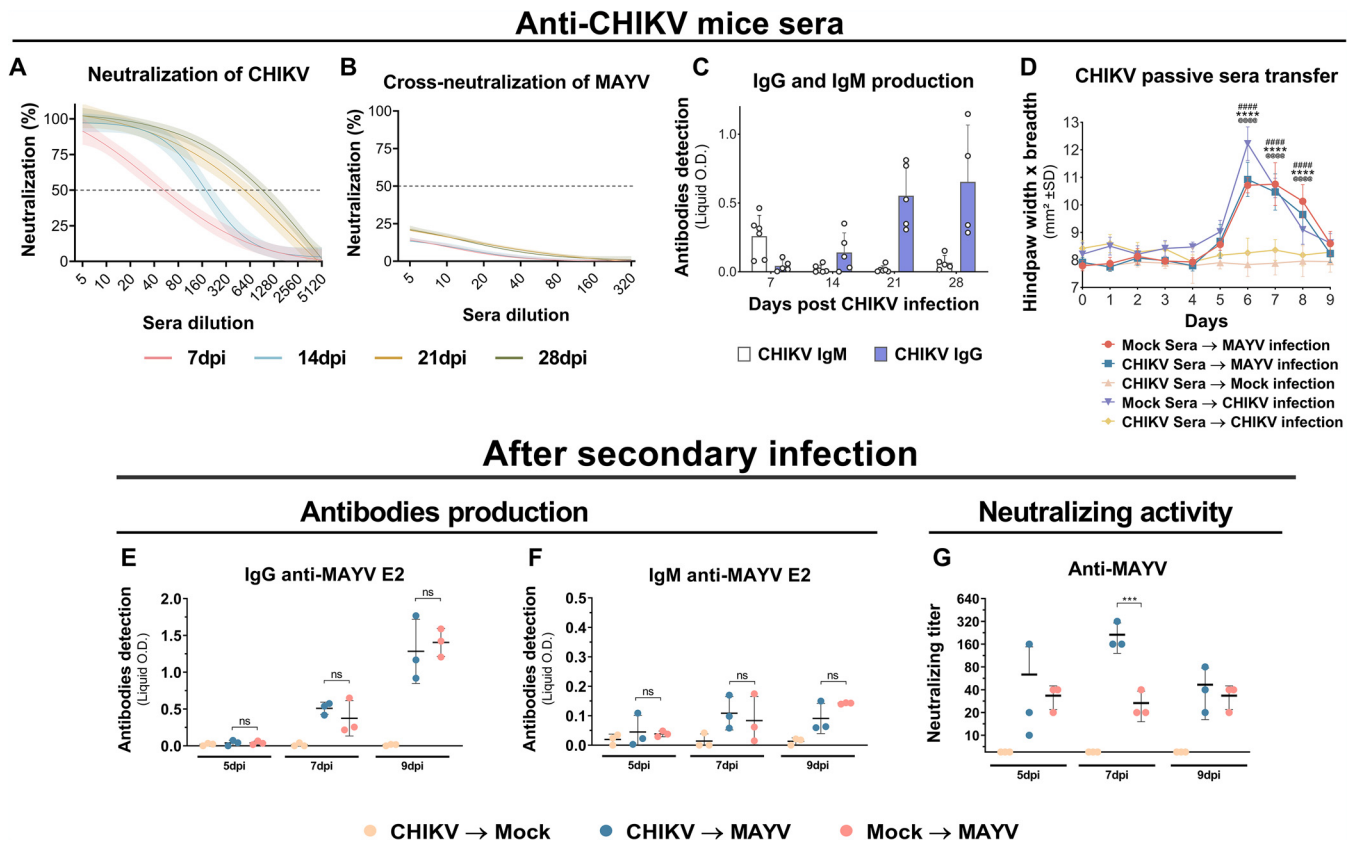 Anti-CHIKV mice sera
A
Neutralization of CHIKV
Neutralization (%)
125
100
75
50
25
0
5
10
20
40
80
160
320
640
1280
2560
5120
Sera dilution
B
Cross-neutralization of MAYV
Neutralization (%)
100
75
50
25
0
5
10
20
40
80
160
320
Sera dilution
7dpi
14dpi
21dpi
28dpi
C
IgG and IgM production
Antibodies detection
(Liquid O.D.)
1.0
0.5
0.0
7
14
21
28
Days post CHIKV infection
CHIKV IgM
CHIKV IgG
D
CHIKV passive sera transfer
Hindpaw width x breadth
(mm² ±SD)
13
12
11
10
9
8
7
####
****
@@@@
####
****
@@@@
####
****
@@@@
0 1 2 3 4 5 6 7 8 9
Days
Mock Sera → MAYV infection
CHIKV Sera → MAYV infection
CHIKV Sera → Mock infection
Mock Sera → CHIKV infection
CHIKV Sera → CHIKV infection
After secondary infection
Antibodies production
Neutralizing activity
E
IgG anti-MAYV E2
Antibodies detection
(Liquid O.D.)
2.0
1.5
1.0
0.5
0.0
ns
ns
ns
5dpi
7dpi
9dpi
F
IgM anti-MAYV E2
Antibodies detection
(Liquid O.D.)
0.5
0.4
0.3
0.2
0.1
0.0
ns
ns
ns
5dpi
7dpi
9dpi
G
Anti-MAYV
Neutralizing titer
640
320
160
80
40
20
10
***
5dpi
7dpi
9dpi
CHIKV → Mock
CHIKV → MAYV
Mock → MAYV